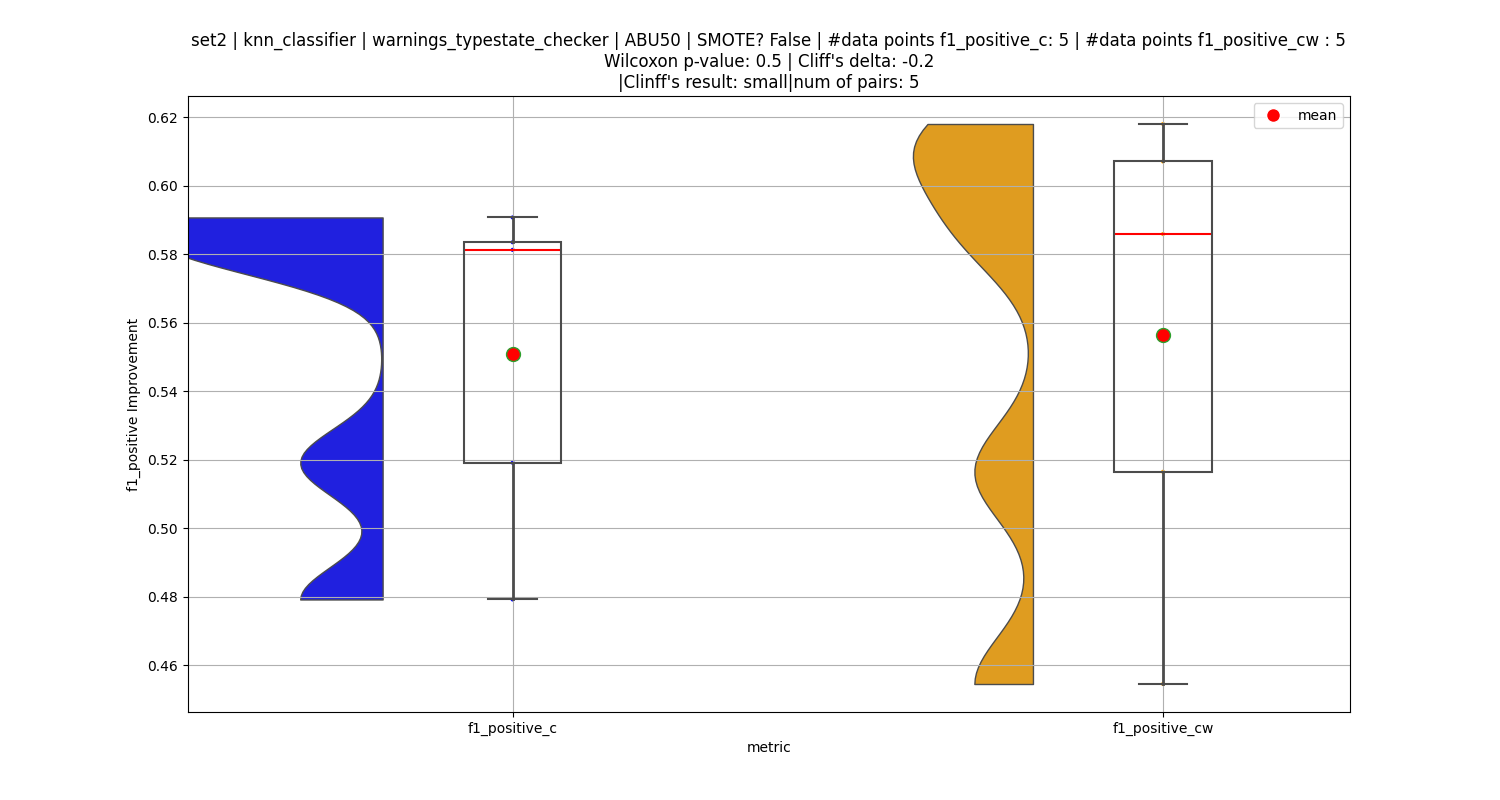 set2 | knn_classifier | warnings_typestate_checker | ABU50 | SMOTE? False | #data points f1_positive_c: 5 | #data points f1_positive_cw : 5
Wilcoxon p-value: 0.5 | Cliff's delta: -0.2
|Clinff's result: small|num of pairs: 5
mean
0.62
0.60
0.58
0.56
0.54
0.52
0.50
0.48
0.46
f1_positive Improvement
f1_positive_c
f1_positive_cw
metric